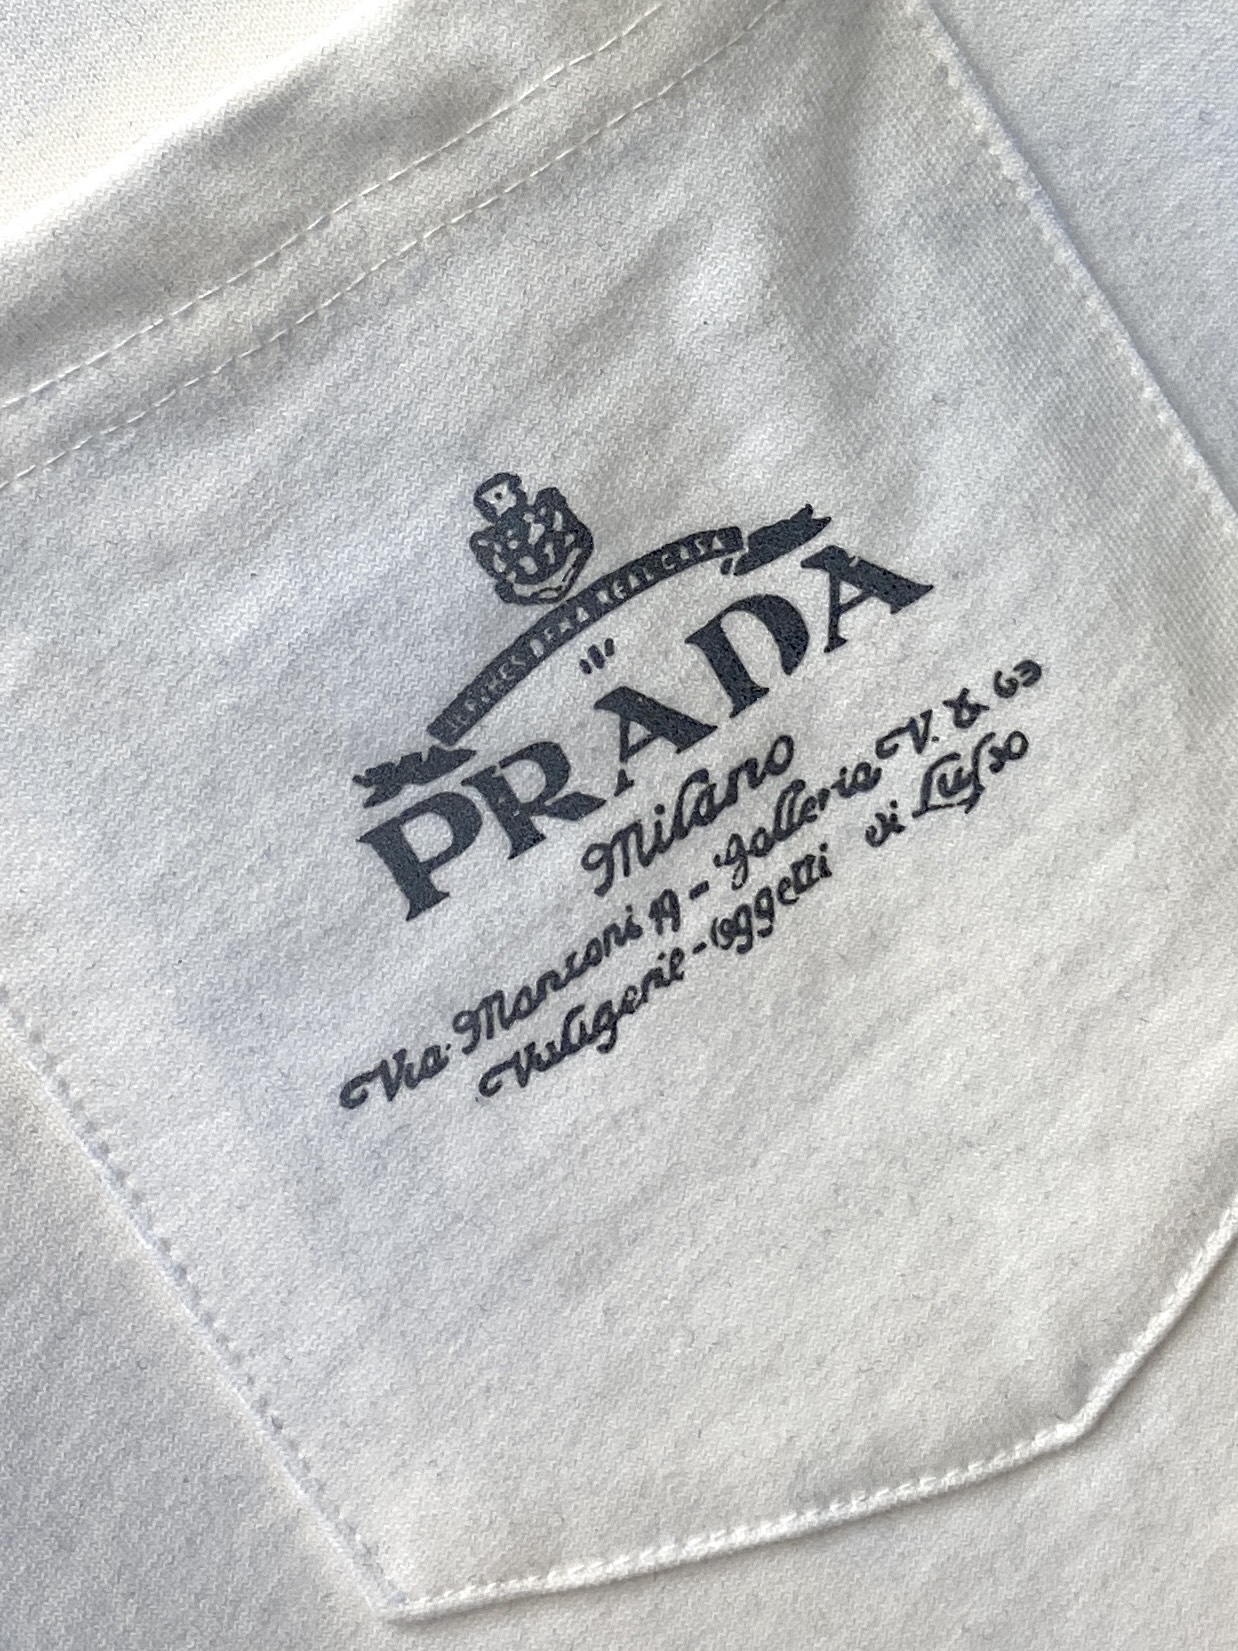 PRADA
Milano
Via Manzoni 19 - Galleria V. & 63
Valigerie - Oggetti di Lusso